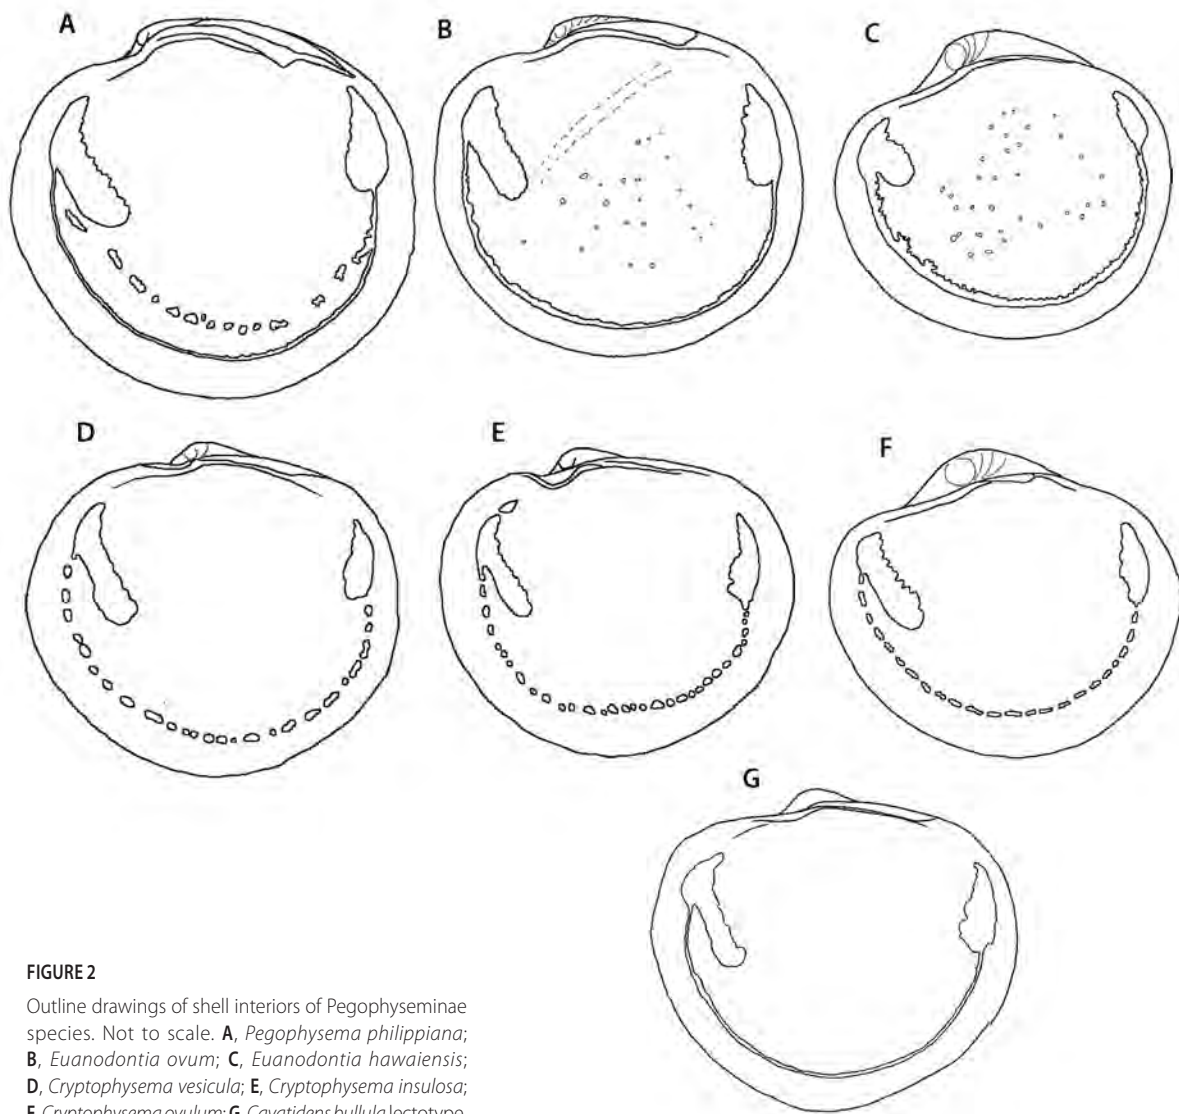 A
B
C
D
E
F
G
FIGURE 2
Outline drawings of shell interiors of Pegophyseminae
species. Not to scale. A, Pegophysema philippiana;
B, Euanodontia ovum; C, Euanodontia hawaiensis;
D, Cryptophysema vesicula; E, Cryptophysema insulosa;
F, Cryptophysema ovulum; G, Cavatidens bullula lectotype.